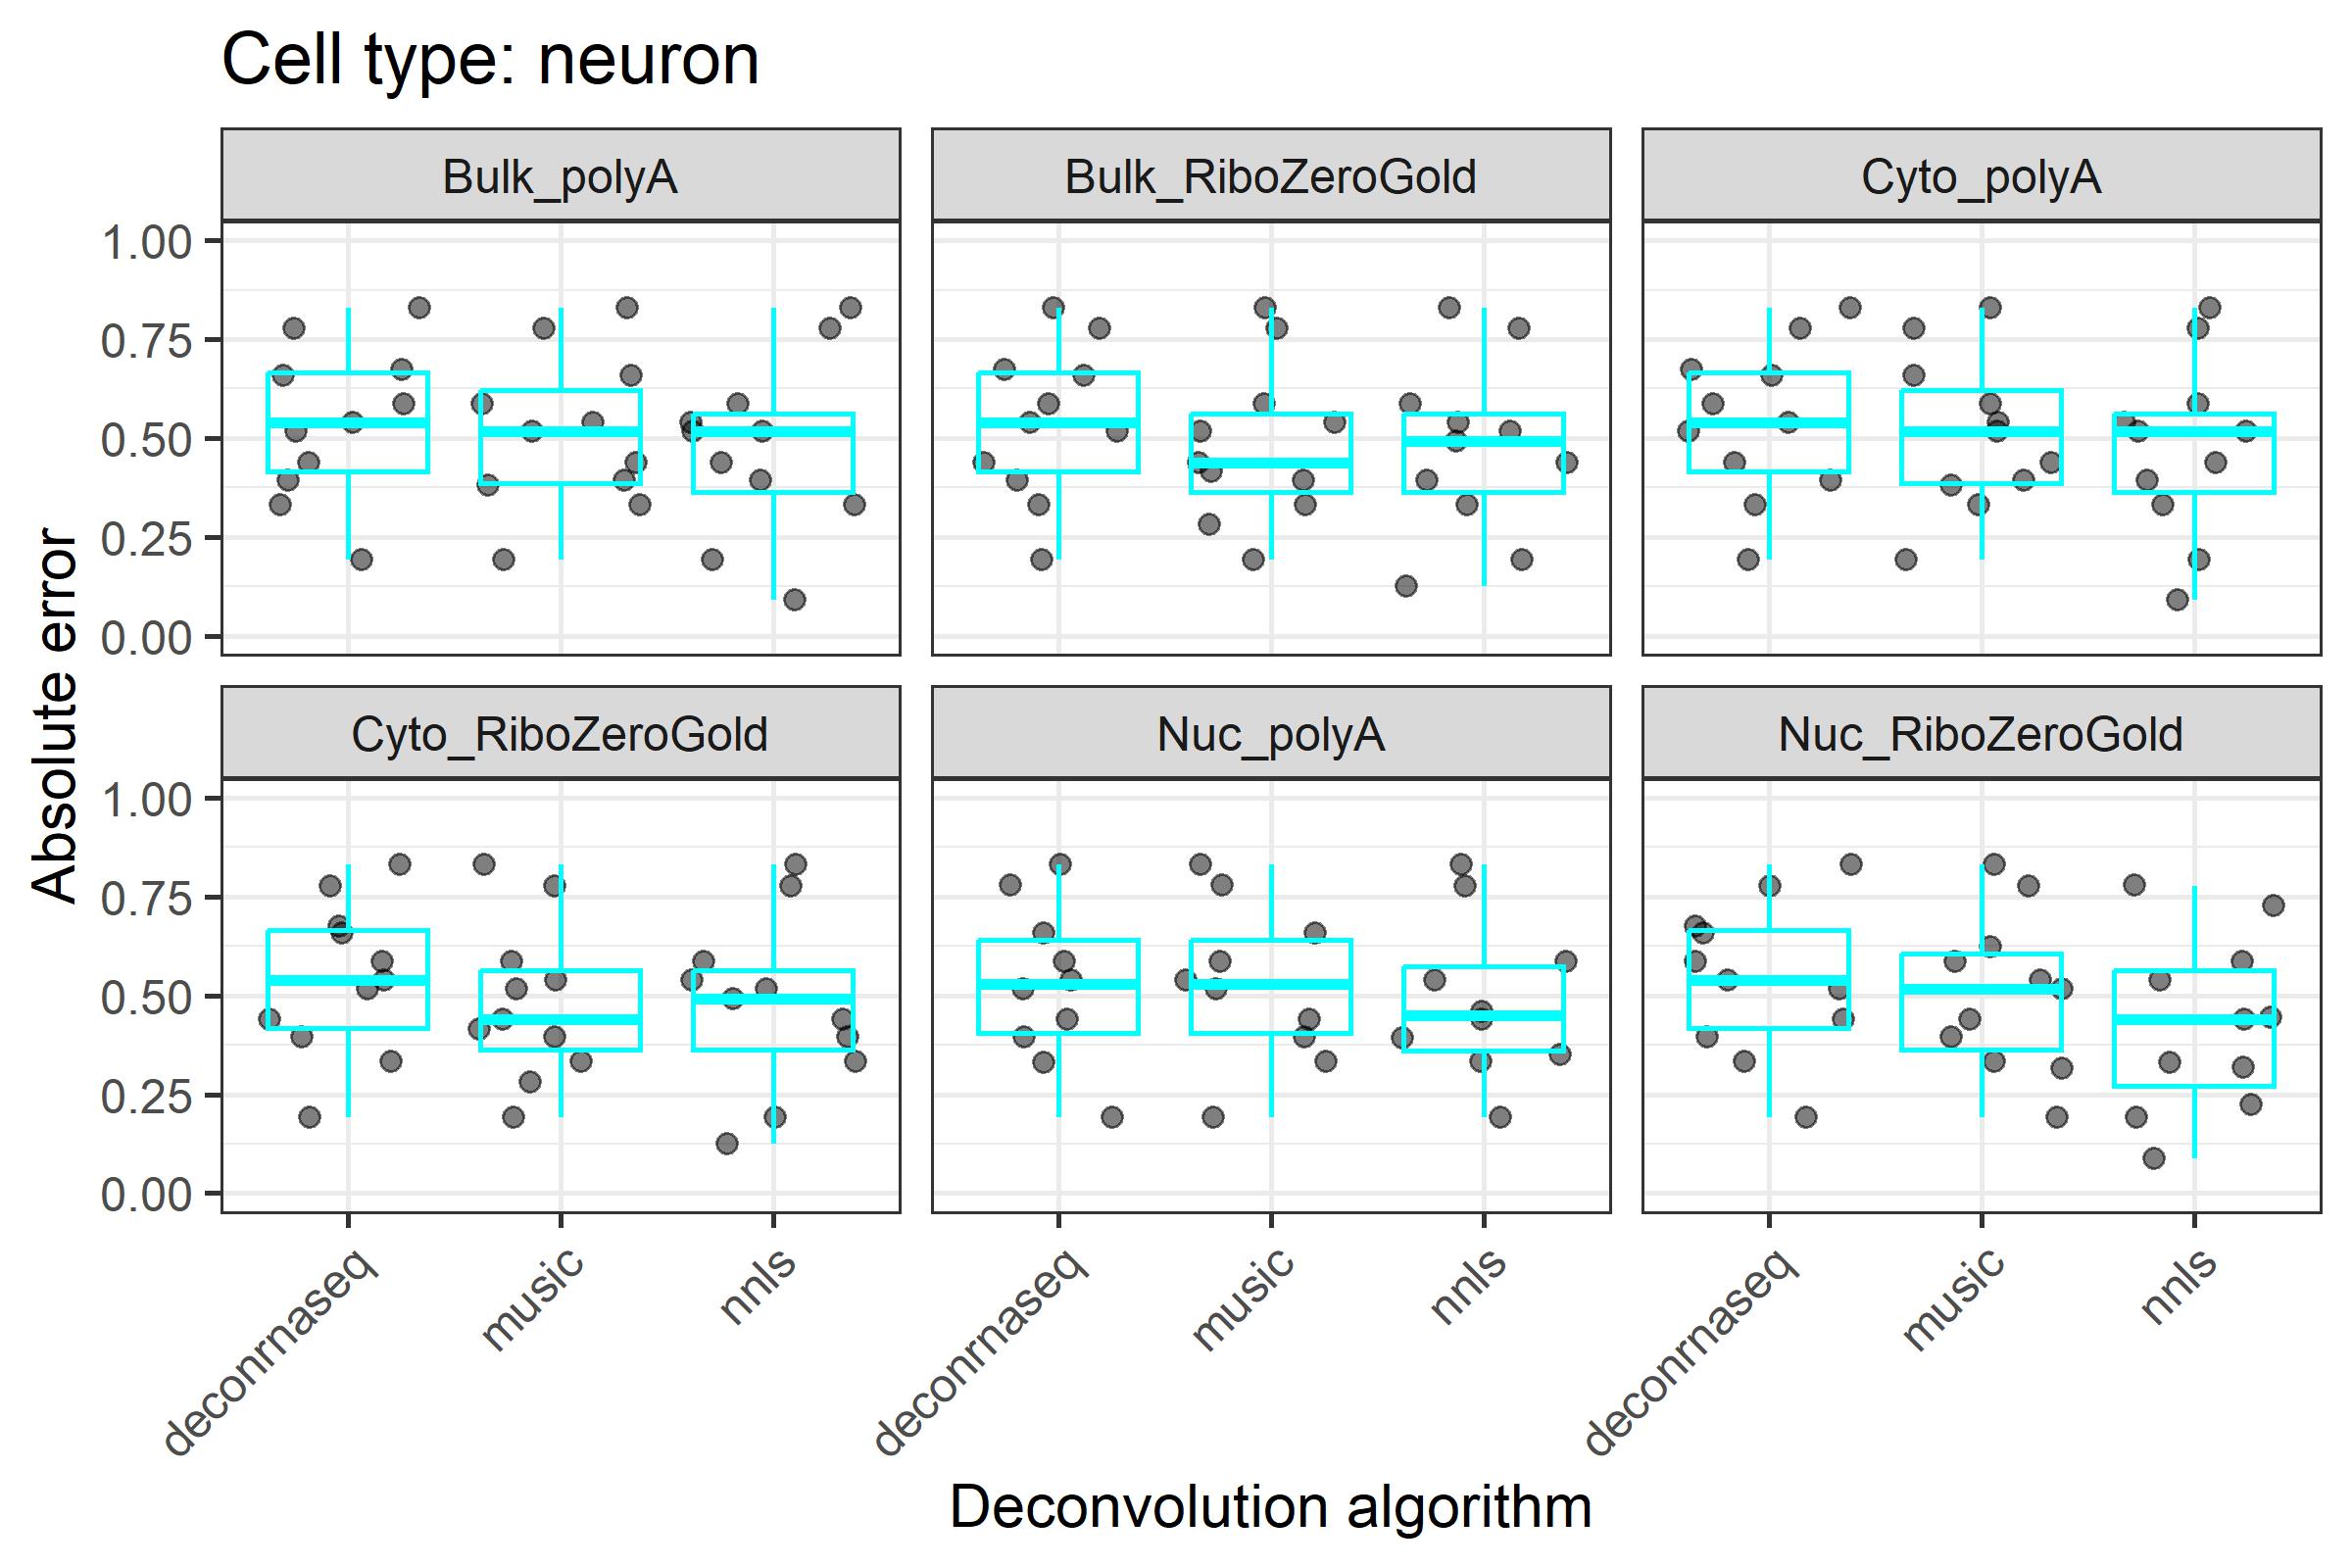 Cell type: neuron
Bulk_polyA
Bulk_RiboZeroGold
Cyto_polyA
1.00
0.75
0.50
0.25
0.00
Absolute error
Cyto_RiboZeroGold
Nuc_polyA
Nuc_RiboZeroGold
1.00
0.75
0.50
0.25
0.00
deconrnaseq
music
nnls
deconrnaseq
music
nnls
deconrnaseq
music
nnls
Deconvolution algorithm